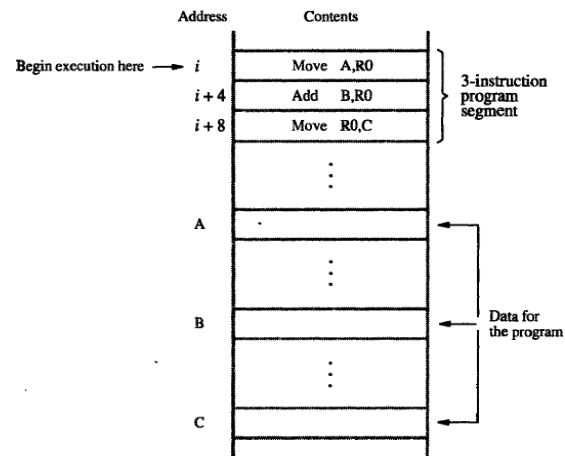 Address Contents
Begin execution here i Move A,R0
i + 4 Add B,R0
i + 8 Move R0,C
3-instruction
program
segment
A
B
Data for
the program
C